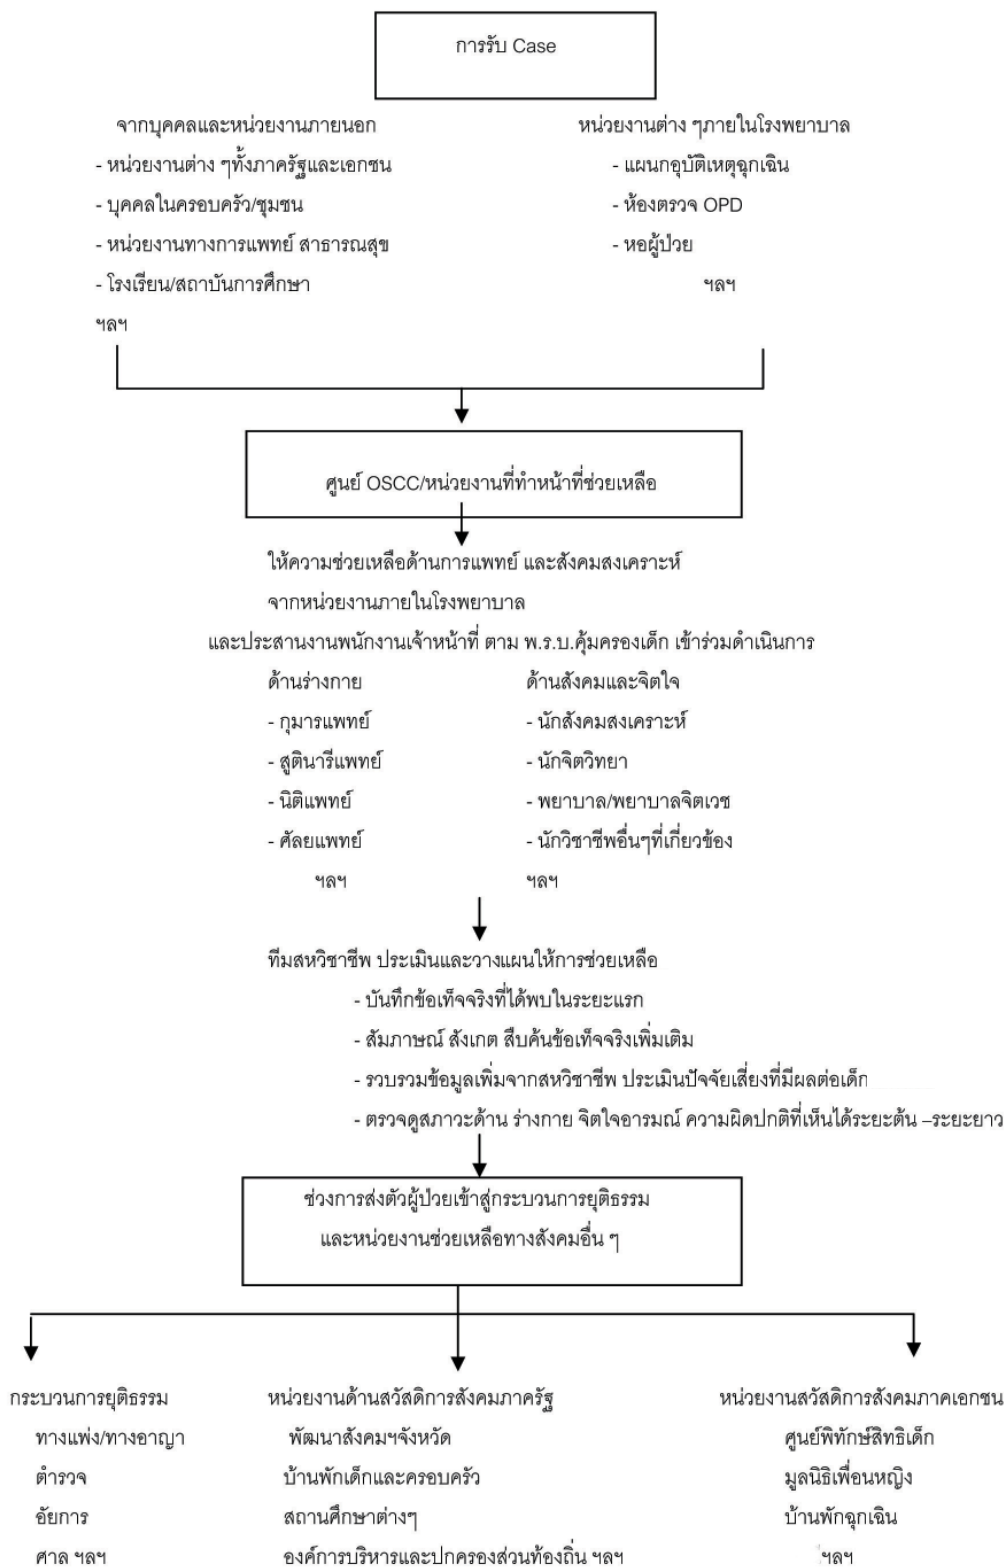 การรับ Case
จากบุคคลและหน่วยงานภายนอก
- หน่วยงานต่าง ๆทั้งภาครัฐและเอกชน
- บุคคลในครอบครัว/ชุมชน
- หน่วยงานทางการแพทย์ สาธารณสุข
- โรงเรียน/สถาบันการศึกษา
ฯลฯ
หน่วยงานต่าง ๆภายในโรงพยาบาล
- แผนกอุบัติเหตุฉุกเฉิน
- ห้องตรวจ OPD
- หอผู้ป่วย
ฯลฯ
ศูนย์ OSCC/หน่วยงานที่ทำหน้าที่ช่วยเหลือ
ให้ความช่วยเหลือด้านการแพทย์ และสังคมสงเคราะห์
จากหน่วยงานภายในโรงพยาบาล
และประสานงานพนักงานเจ้าหน้าที่ ตาม พ.ร.บ.คุ้มครองเด็ก เข้าร่วมดำเนินการ
ด้านร่างกาย
- กุมารแพทย์
- สูตินารีแพทย์
- นิติแพทย์
- ศัลยแพทย์
ฯลฯ
ด้านสังคมและจิตใจ
- นักสังคมสงเคราะห์
- นักจิตวิทยา
- พยาบาล/พยาบาลจิตเวช
- นักวิชาชีพอื่นๆที่เกี่ยวข้อง
ฯลฯ
ทีมสหวิชาชีพ ประเมินและวางแผนให้การช่วยเหลือ
- บันทึกข้อเท็จจริงที่ได้พบในระยะแรก
- สัมภาษณ์ สังเกต สืบค้นข้อเท็จจริงเพิ่มเติม
- รวบรวมข้อมูลเพิ่มจากสหวิชาชีพ ประเมินปัจจัยเสี่ยงที่มีผลต่อเด็ก
- ตรวจดูสภาวะด้าน ร่างกาย จิตใจอารมณ์ ความผิดปกติที่เห็นได้ระยะต้น –ระยะยาว
ช่วงการส่งตัวผู้ป่วยเข้าสู่กระบวนการยุติธรรม
และหน่วยงานช่วยเหลือทางสังคมอื่น ๆ
กระบวนการยุติธรรม
ทางแพ่ง/ทางอาญา
ตำรวจ
อัยการ
ศาล ฯลฯ
หน่วยงานด้านสวัสดิการสังคมภาครัฐ
พัฒนาสังคมฯจังหวัด
บ้านพักเด็กและครอบครัว
สถานศึกษาต่างๆ
องค์การบริหารและปกครองส่วนท้องถิ่น ฯลฯ
หน่วยงานสวัสดิการสังคมภาคเอกชน
ศูนย์พิทักษ์สิทธิเด็ก
มูลนิธิเพื่อนหญิง
บ้านพักฉุกเฉิน
ฯลฯ